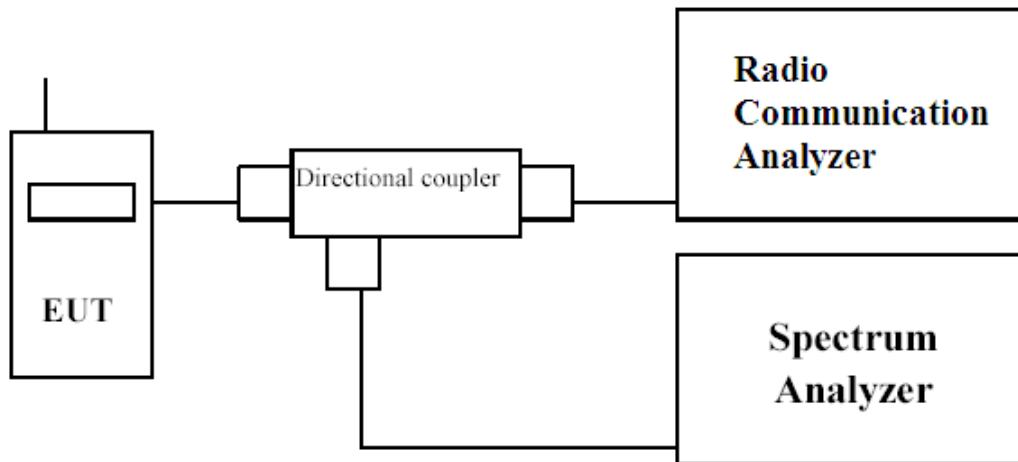 Radio
Communication
Analyzer
Directional coupler
EUT
Spectrum
Analyzer